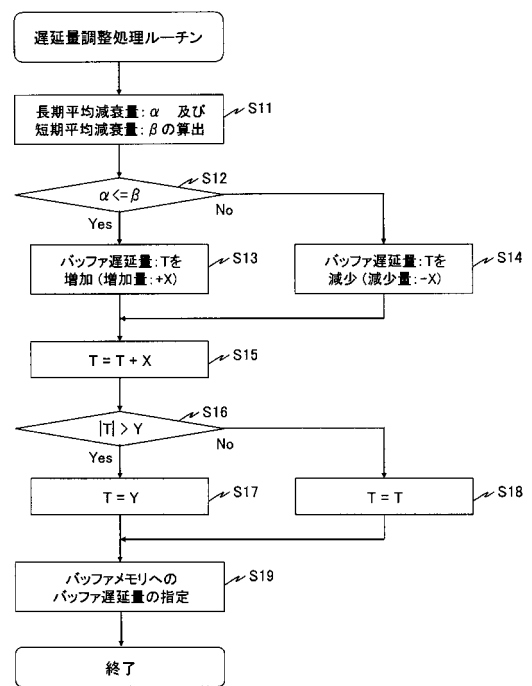 遅延量調整処理ルーチン
長期平均減衰量:α 及び
短期平均減衰量:βの算出
S11
α<=β
S12
Yes
No
バッファ遅延量:Tを
増加(増加量:+X)
S13
バッファ遅延量:Tを
減少(減少量:-X)
S14
T = T + X
S15
|T| > Y
S16
Yes
No
T = Y
S17
T = T
S18
バッファメモリへの
バッファ遅延量の指定
S19
終了